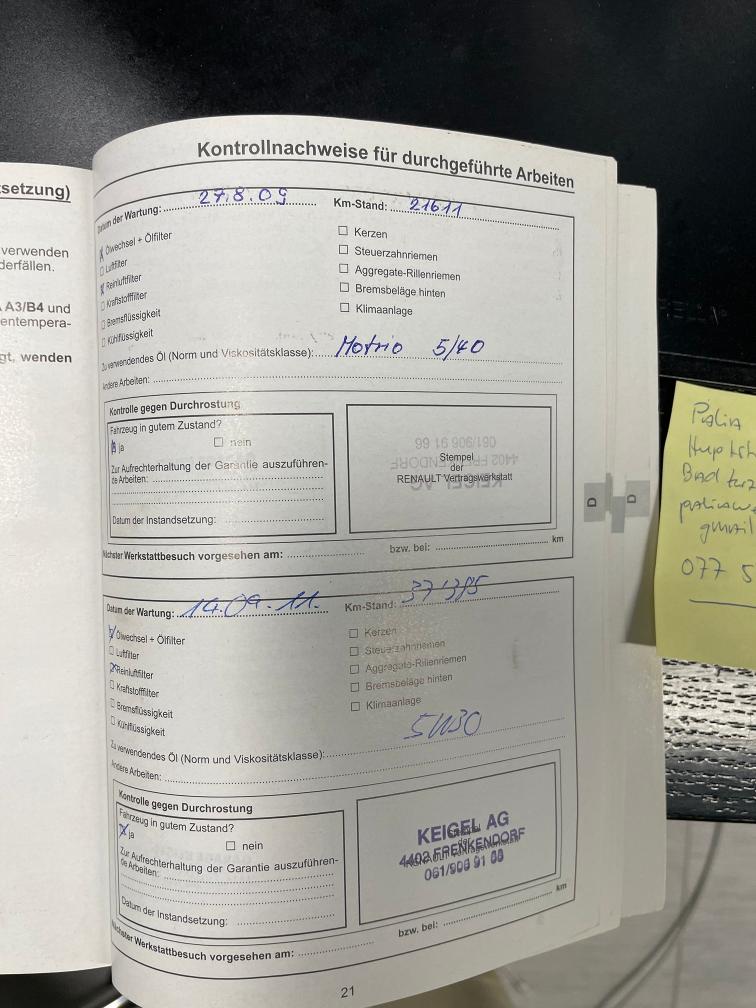 setzung)
verwenden
derfällen.
A3/B4 und
entempera-
gt, wenden
Kontrollnachweise für durchgeführte Arbeiten
Datum der Wartung: 27.8.09 Km-Stand: 21611
Ölwechsel + Ölfilter
Luftfilter
Reinluftfilter
Kraftstofffilter
Bremsflüssigkeit
Kühlflüssigkeit
Kerzen
Steuerzahnriemen
Aggregate-Rillenriemen
Bremsbeläge hinten
Klimaanlage
Zu verwendendes Öl (Norm und Viskositätsklasse): Motrio 5/40
Andere Arbeiten:
Kontrolle gegen Durchrostung
Fahrzeug in gutem Zustand?
ja nein
Zur Aufrechterhaltung der Garantie auszuführen-
de Arbeiten:
Datum der Instandsetzung:
Stempel
der
RENAULT Vertragswerkstatt
Nächster Werkstattbesuch vorgesehen am: bzw. bei: km
Datum der Wartung: 14.09.11. Km-Stand:
Ölwechsel + Ölfilter
Luftfilter
Reinluftfilter
Kraftstofffilter
Bremsflüssigkeit
Kühlflüssigkeit
Kerzen
Steuerzahnriemen
Aggregate-Rillenriemen
Bremsbeläge hinten
Klimaanlage
Zu verwendendes Öl (Norm und Viskositätsklasse): 5W30
Andere Arbeiten:
Kontrolle gegen Durchrostung
Fahrzeug in gutem Zustand?
ja nein
Zur Aufrechterhaltung der Garantie auszuführen-
de Arbeiten:
Datum der Instandsetzung:
KEIGEL AG
4402 FRENKENDORF
061/906 91 66
Nächster Werkstattbesuch vorgesehen am: bzw. bei: km
21
D
D
Bad
077 5